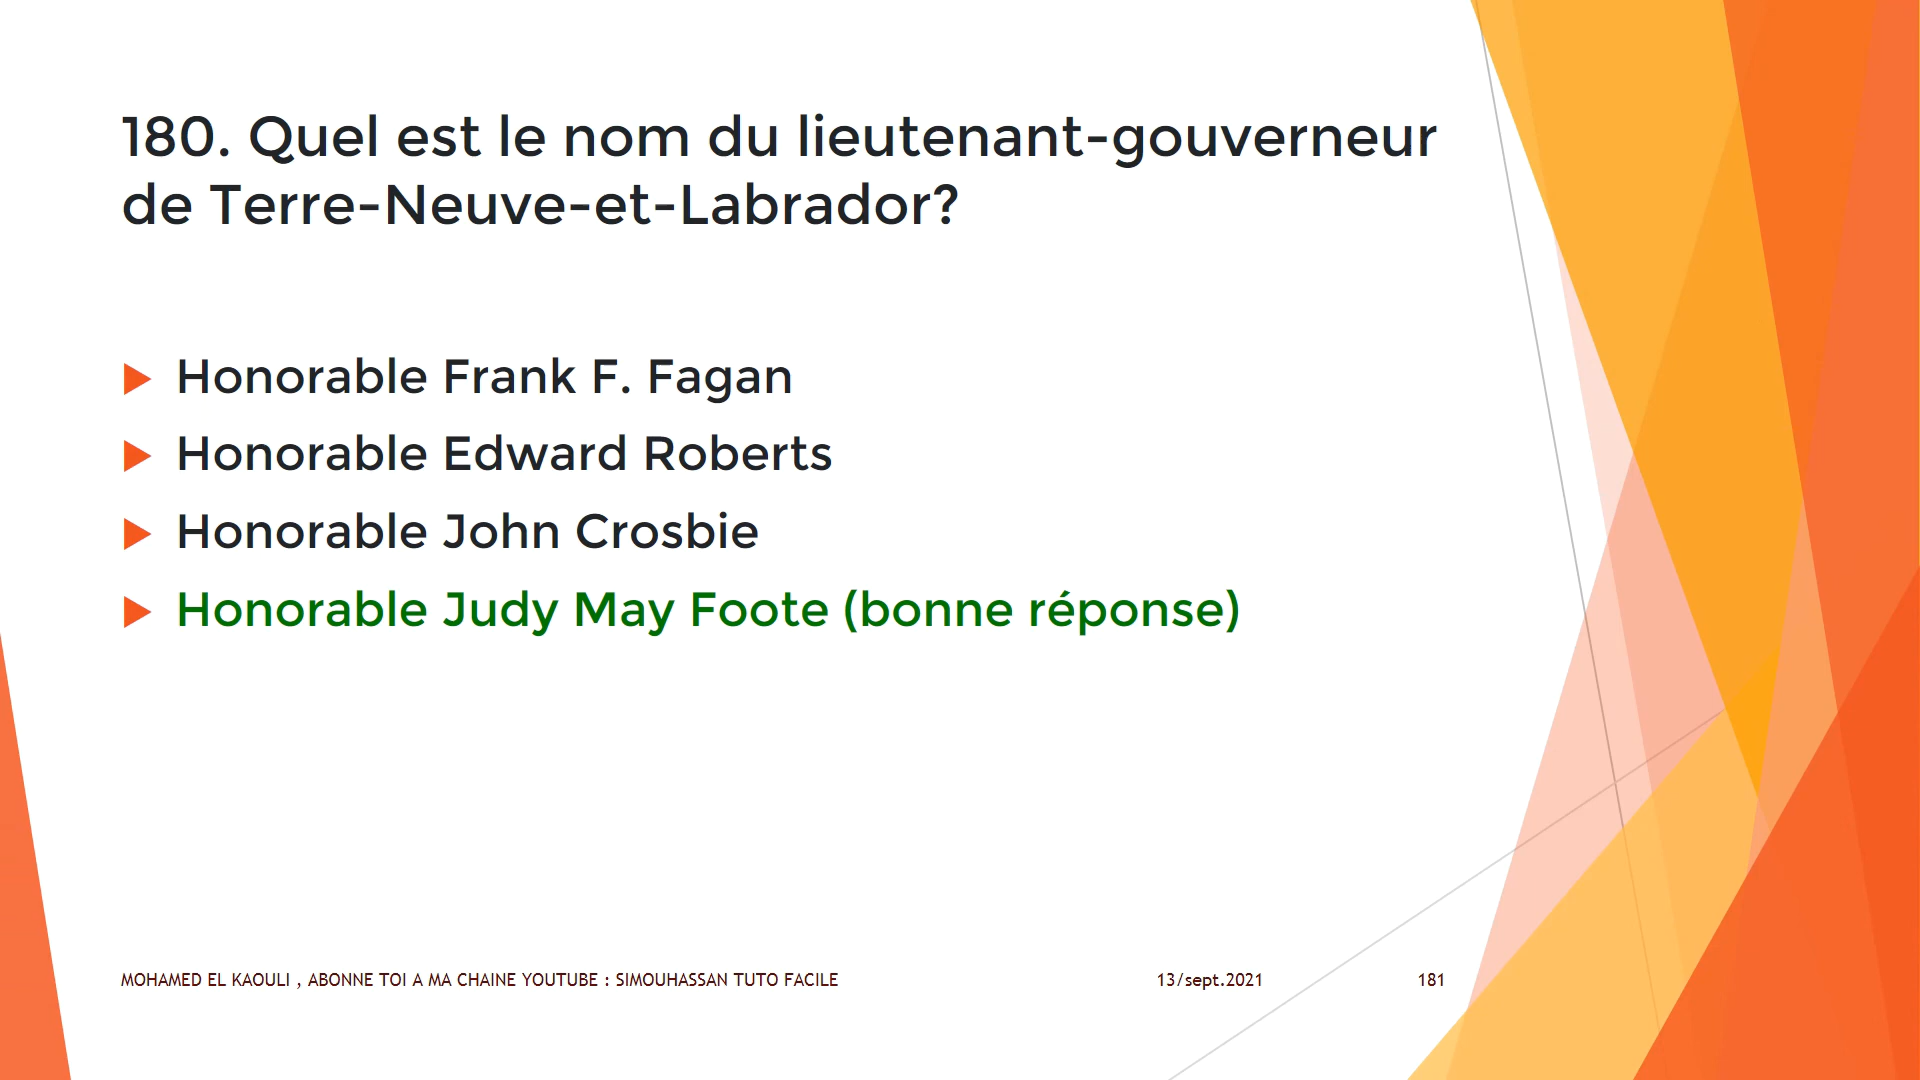 180. Quel est le nom du lieutenant-gouverneur
de Terre-Neuve-et-Labrador?
Honorable Frank F. Fagan
Honorable Edward Roberts
Honorable John Crosbie
Honorable Judy May Foote (bonne réponse)
MOHAMED EL KAOULI , ABONNE TOI A MA CHAINE YOUTUBE : SIMOUHASSAN TUTO FACILE 13/sept.2021 181